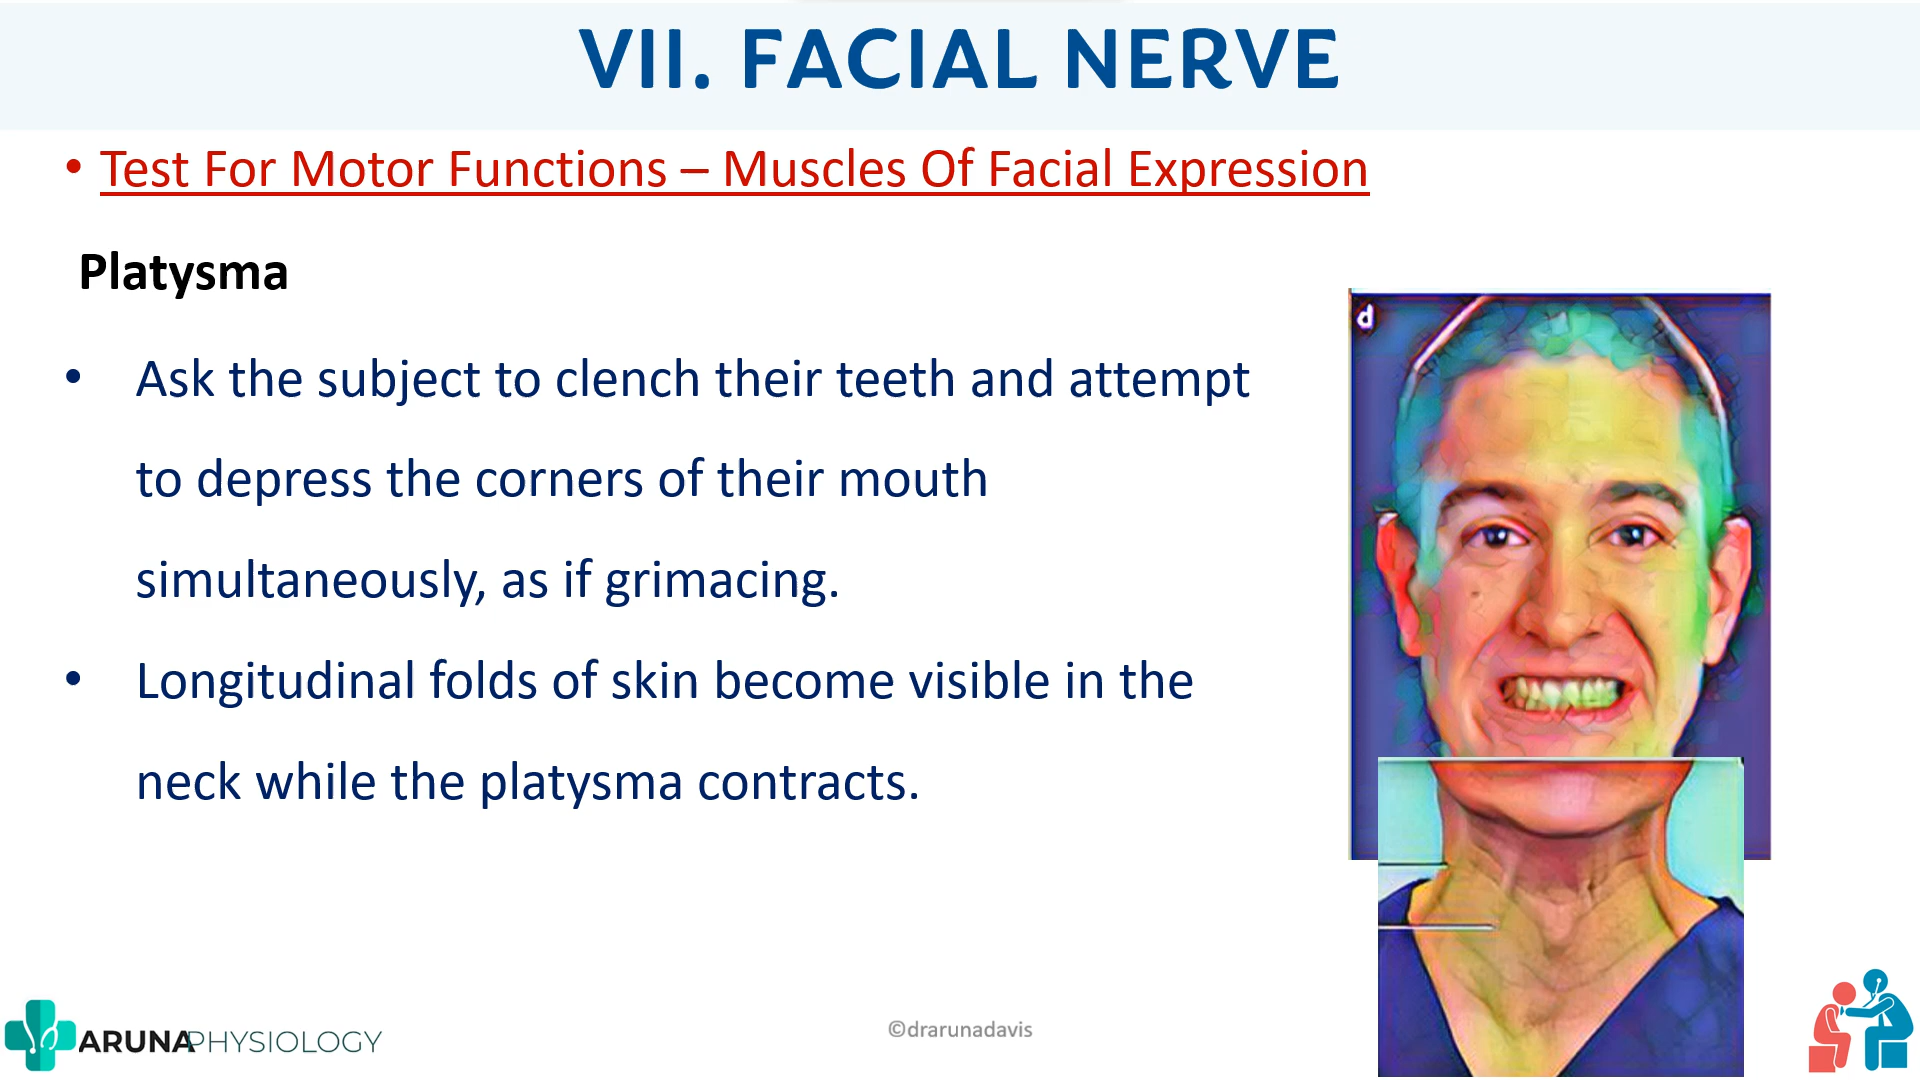 VII. FACIAL NERVE
• Test For Motor Functions – Muscles Of Facial Expression
Platysma
• Ask the subject to clench their teeth and attempt
to depress the corners of their mouth
simultaneously, as if grimacing.
• Longitudinal folds of skin become visible in the
neck while the platysma contracts.
d
ARUNAPHYSIOLOGY
©drarunadavis